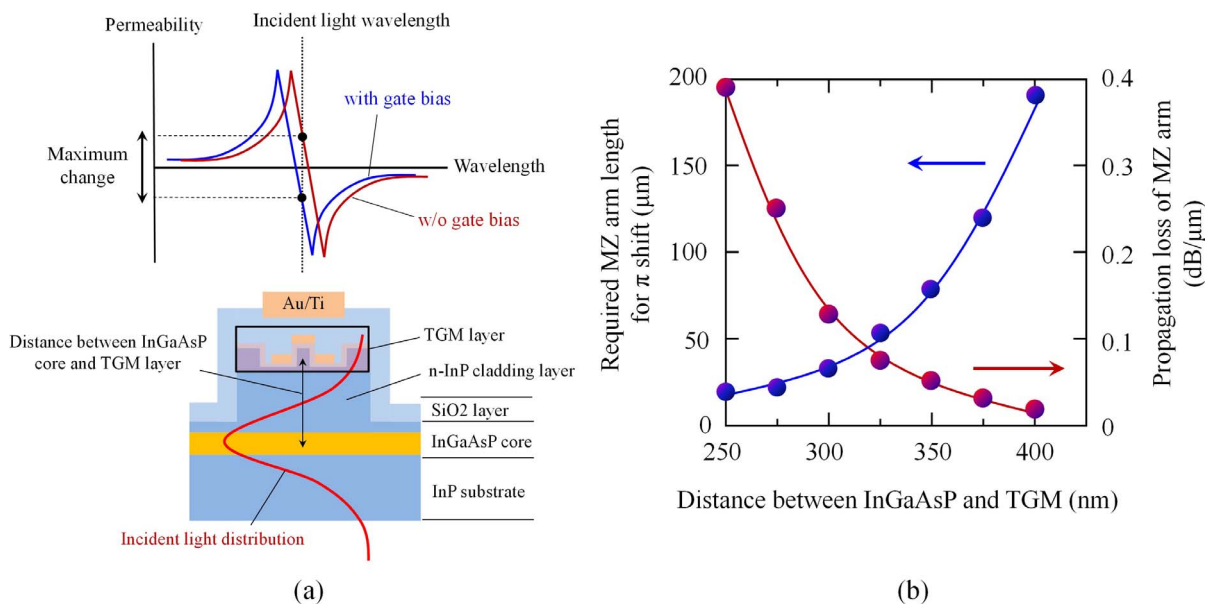 (a)
Permeability
Incident light wavelength
with gate bias
Maximum
change
Wavelength
w/o gate bias
Au/Ti
Distance between InGaAsP
core and TGM layer
TGM layer
n-InP cladding layer
SiO2 layer
InGaAsP core
InP substrate
Incident light distribution
(a)
(b)
Required MZ arm length
for π shift (µm)
200
150
100
50
0
250
300
350
400
0.4
0.3
0.2
0.1
0
Propagation loss of MZ arm
(dB/µm)
Distance between InGaAsP and TGM (nm)
(b)